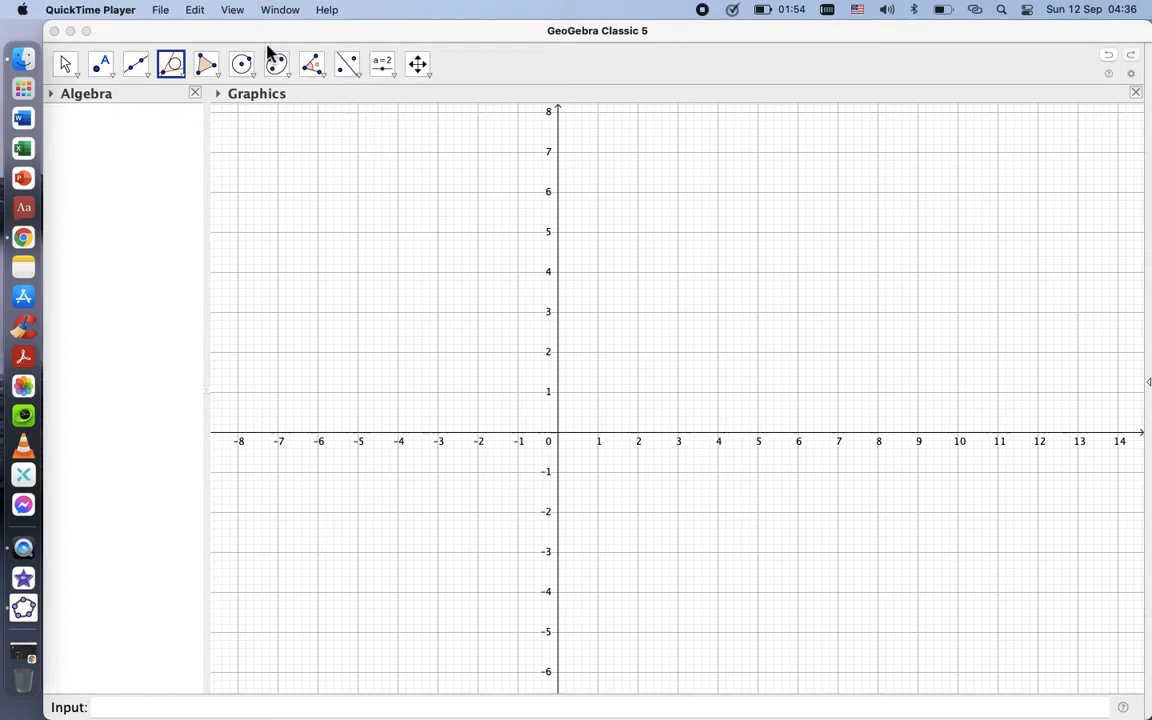 QuickTime Player File Edit View Window Help 01:54 Sun 12 Sep 04:36
GeoGebra Classic 5
A a=2
Algebra Graphics
8
7
6
5
4
3
2
1
-8 -7 -6 -5 -4 -3 -2 -1 0 1 2 3 4 5 6 7 8 9 10 11 12 13 14
-1
-2
-3
-4
-5
-6
W
X
P
Aa
Input: